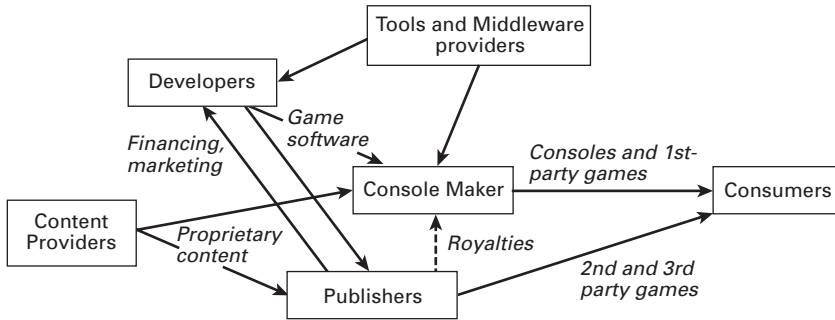 Tools and Middleware
providers
Developers
Game
software
Financing,
marketing
Consoles and 1st-
party games
Console Maker
Consumers
Content
Providers
Proprietary
content
Royalties
2nd and 3rd
party games
Publishers